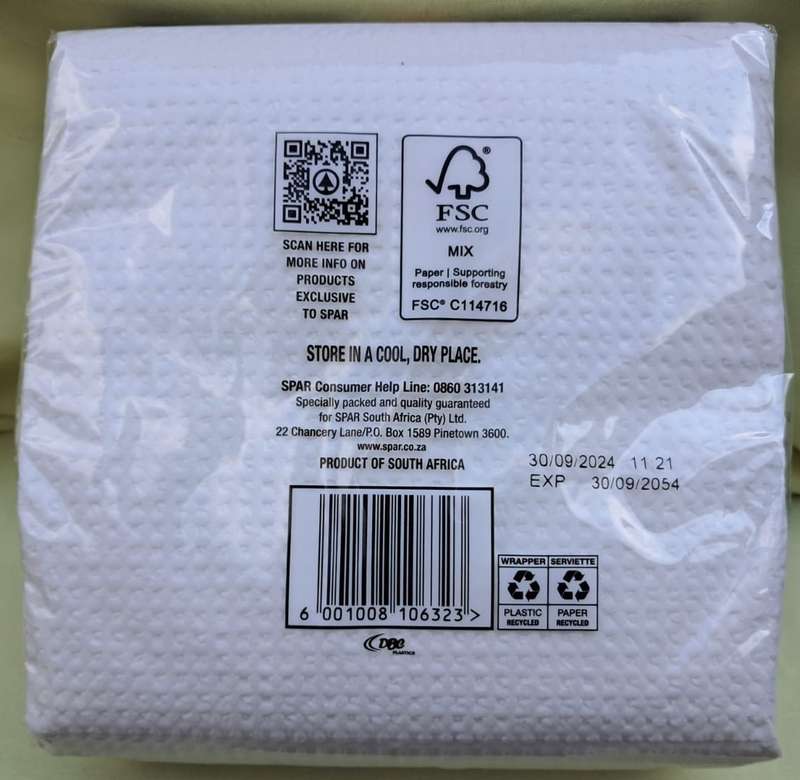 SCAN HERE FOR
MORE INFO ON
PRODUCTS
EXCLUSIVE
TO SPAR
®
FSC
www.fsc.org
MIX
Paper | Supporting
responsible forestry
FSC® C114716
STORE IN A COOL, DRY PLACE.
SPAR Consumer Help Line: 0860 313141
Specially packed and quality guaranteed
for SPAR South Africa (Pty) Ltd.
22 Chancery Lane/P.O. Box 1589 Pinetown 3600.
www.spar.co.za
PRODUCT OF SOUTH AFRICA
30/09/2024 11 21
EXP 30/09/2054
6 001008 106323 >
WRAPPER SERVIETTE
PLASTIC PAPER
RECYCLED RECYCLED
DBC
PLASTICS